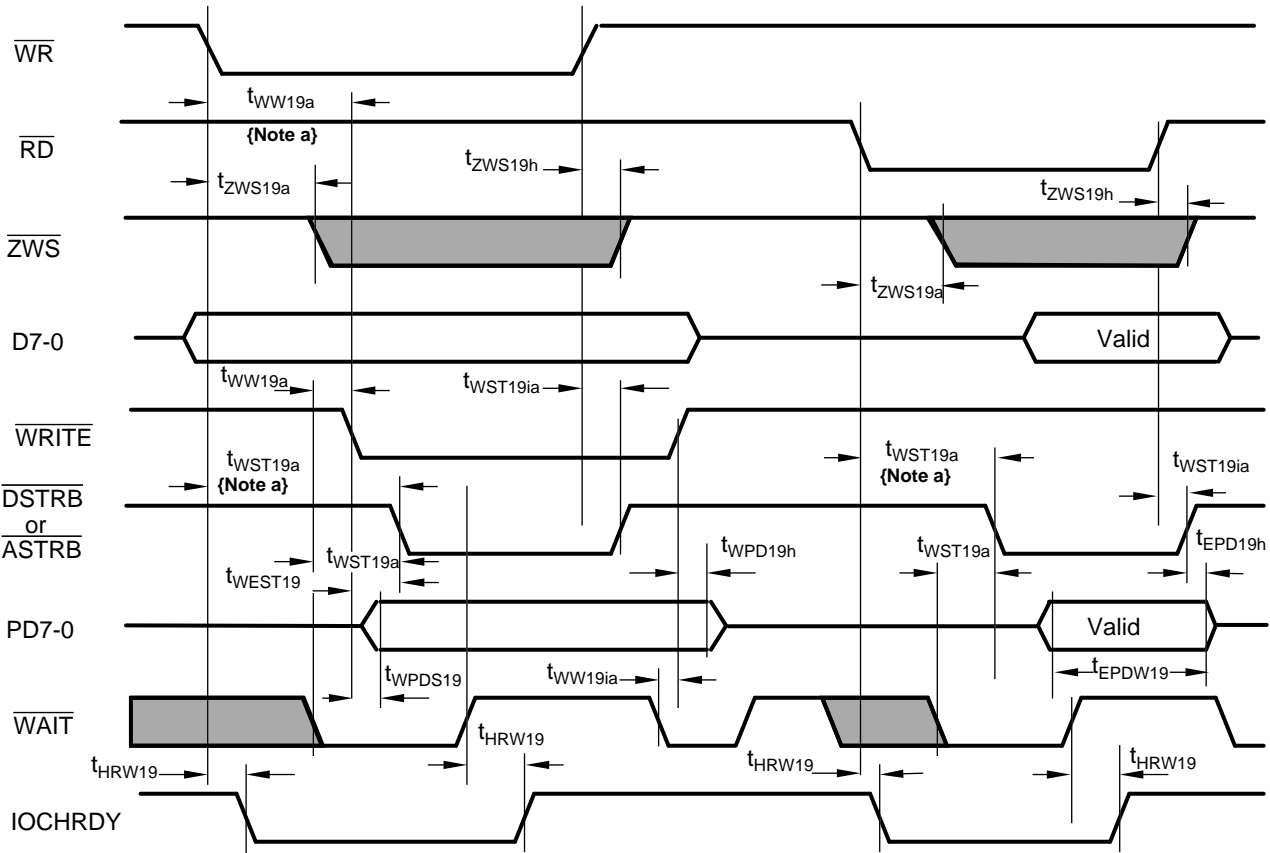 WR
tWW19a
{Note a}
RD
tZWS19h
tZWS19a
tZWS19h
ZWS
tZWS19a
D7-0
Valid
tWW19a
tWST19ia
WRITE
tWST19a
{Note a}
tWST19a
{Note a}
tWST19ia
DSTRB
or
ASTRB
tWST19a
tWPD19h
tWST19a
tEPD19h
tWEST19
PD7-0
Valid
tWPDS19
tWW19ia
tEPDW19
WAIT
tHRW19
tHRW19
tHRW19
tHRW19
IOCHRDY